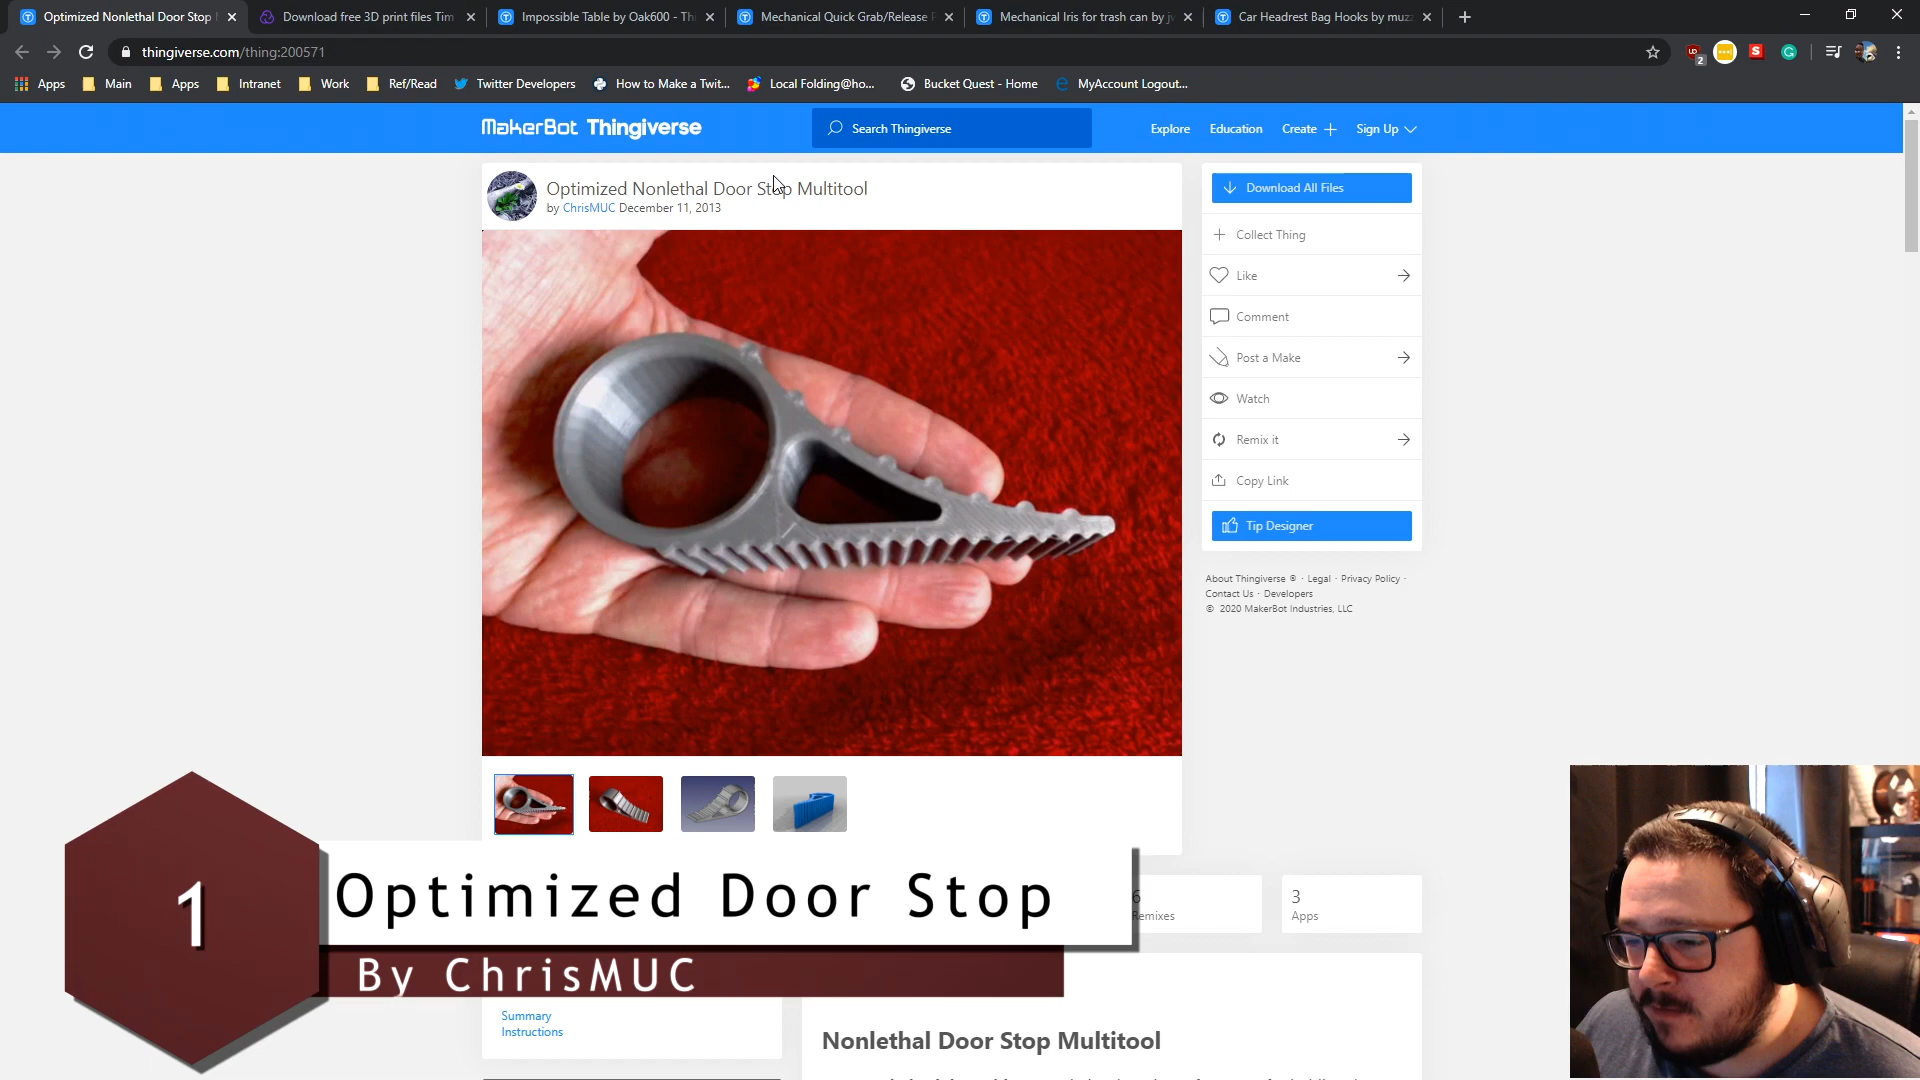 Optimized Nonlethal Door Stop
Download free 3D print files Tim
Impossible Table by Oak600 - Thi
Mechanical Quick Grab/Release
Mechanical Iris for trash can by
Car Headrest Bag Hooks by muz
thingiverse.com/thing:200571
Apps
Main
Apps
Intranet
Work
Ref/Read
Twitter Developers
How to Make a Twit...
Local Folding@ho...
Bucket Quest - Home
MyAccount Logout...
MakerBot Thingiverse
Search Thingiverse
Explore
Education
Create
Sign Up
Optimized Nonlethal Door Stop Multitool
by ChrisMUC December 11, 2013
Download All Files
Collect Thing
Like
Comment
Post a Make
Watch
Remix it
Copy Link
Tip Designer
About Thingiverse ® · Legal · Privacy Policy ·
Contact Us · Developers
© 2020 MakerBot Industries, LLC
1
Optimized Door Stop
By ChrisMUC
6
Remixes
3
Apps
Summary
Instructions
Nonlethal Door Stop Multitool